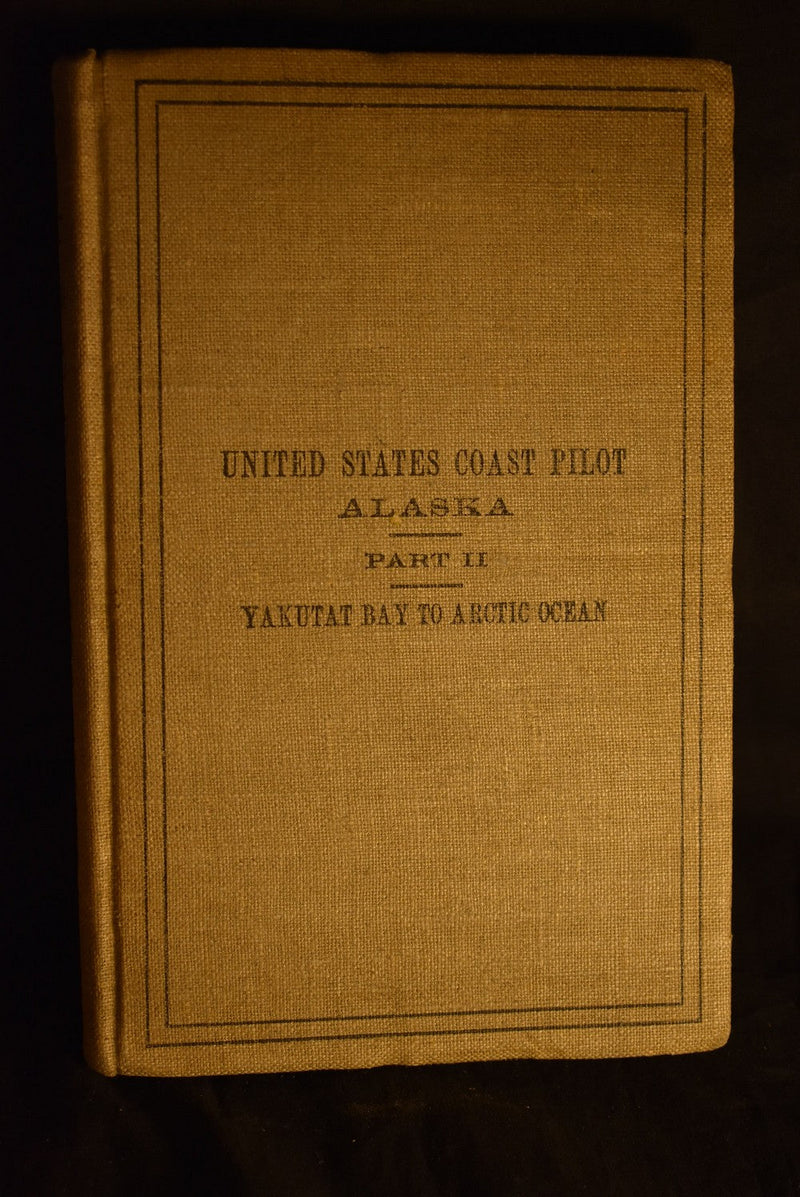 UNITED STATES COAST PILOT
ALASKA
PART II
YAKUTAT BAY TO ARCTIC OCEAN